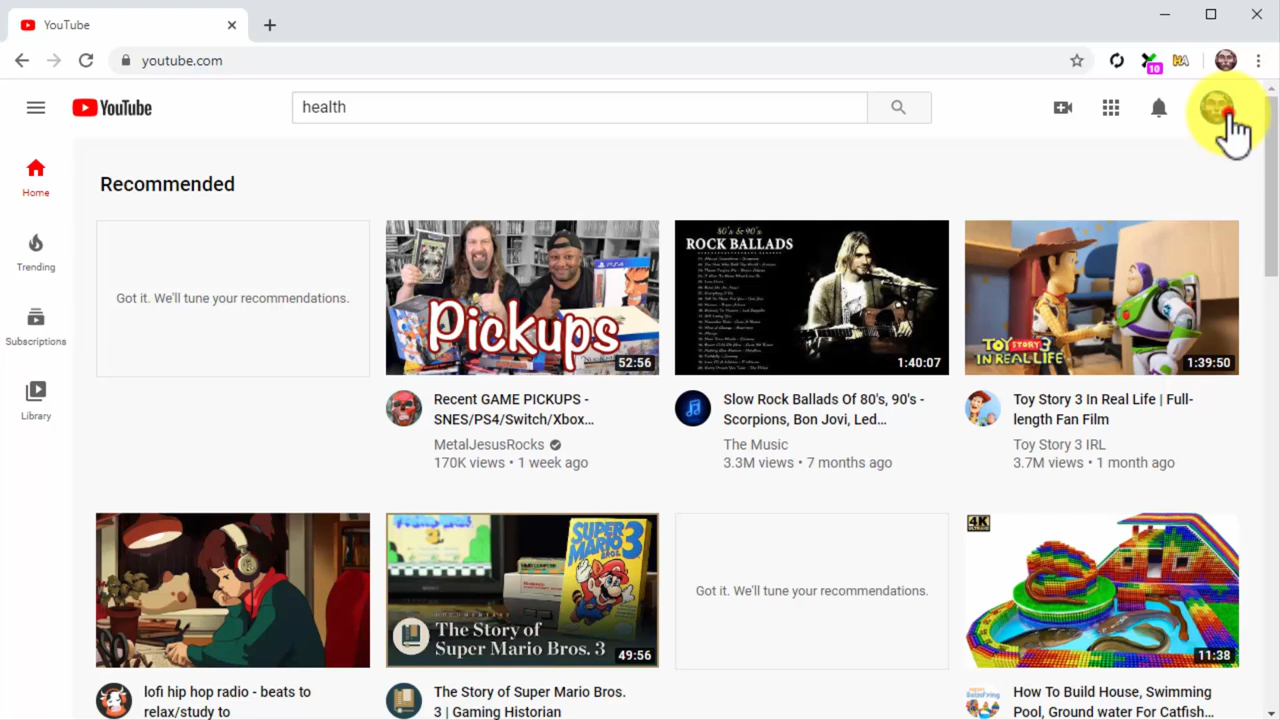 YouTube
youtube.com
10
HA
YouTube
health
Home
Trending
Subscriptions
Library
Recommended
Got it. We'll tune your recommendations.
PS4
Pickups
52:56
80's & 90's
ROCK BALLADS
1:40:07
TOY STORY 3
IN REAL LIFE
1:39:50
Recent GAME PICKUPS -
SNES/PS4/Switch/Xbox...
MetalJesusRocks
170K views • 1 week ago
Slow Rock Ballads Of 80's, 90's -
Scorpions, Bon Jovi, Led...
The Music
3.3M views • 7 months ago
Toy Story 3 In Real Life | Full-
length Fan Film
Toy Story 3 IRL
3.7M views • 1 month ago
SUPER
MARIO
BROS.
3
The Story of
Super Mario Bros. 3
49:56
Got it. We'll tune your recommendations.
4K
11:38
lofi hip hop radio - beats to
relax/study to
The Story of Super Mario Bros.
3 | Gaming Historian
How To Build House, Swimming
Pool, Ground water For Catfish...